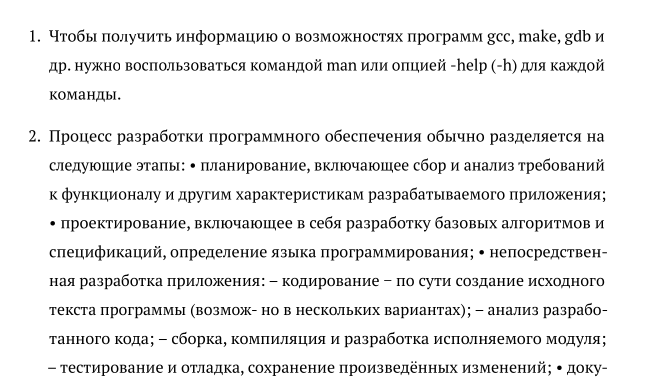 1. Чтобы получить информацию о возможностях программ gcc, make, gdb и
др. нужно воспользоваться командой man или опцией -help (-h) для каждой
команды.
2. Процесс разработки программного обеспечения обычно разделяется на
следующие этапы: • планирование, включающее сбор и анализ требований
к функционалу и другим характеристикам разрабатываемого приложения;
• проектирование, включающее в себя разработку базовых алгоритмов и
спецификаций, определение языка программирования; • непосредствен-
ная разработка приложения: – кодирование – по сути создание исходного
текста программы (возмож- но в нескольких вариантах); – анализ разрабо-
танного кода; – сборка, компиляция и разработка исполняемого модуля;
– тестирование и отладка, сохранение произведённых изменений; • доку-